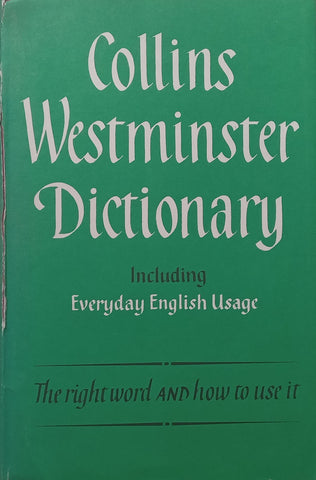 Collins
Westminster
Dictionary
Including
Everyday English Usage
The right word AND how to use it